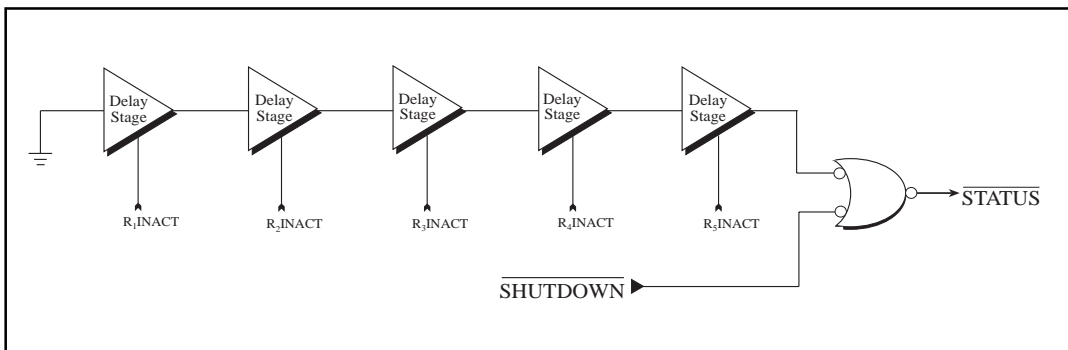 Delay
Stage
Delay
Stage
Delay
Stage
Delay
Stage
Delay
Stage
R₁INACT
R₂INACT
R₃INACT
R₄INACT
R₅INACT
STATUS
SHUTDOWN